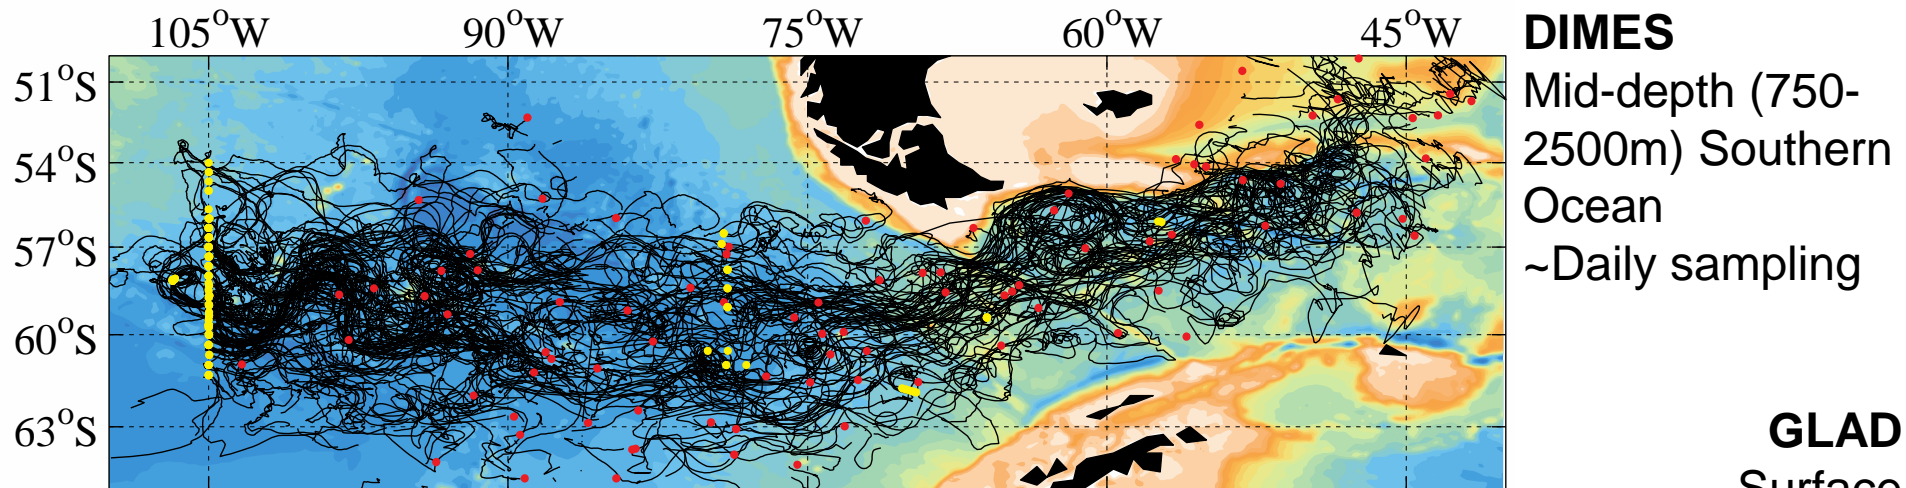 105°W 90°W 75°W 60°W 45°W
51°S
54°S
57°S
60°S
63°S
DIMES
Mid-depth (750-
2500m) Southern
Ocean
~Daily sampling
GLAD
Surface